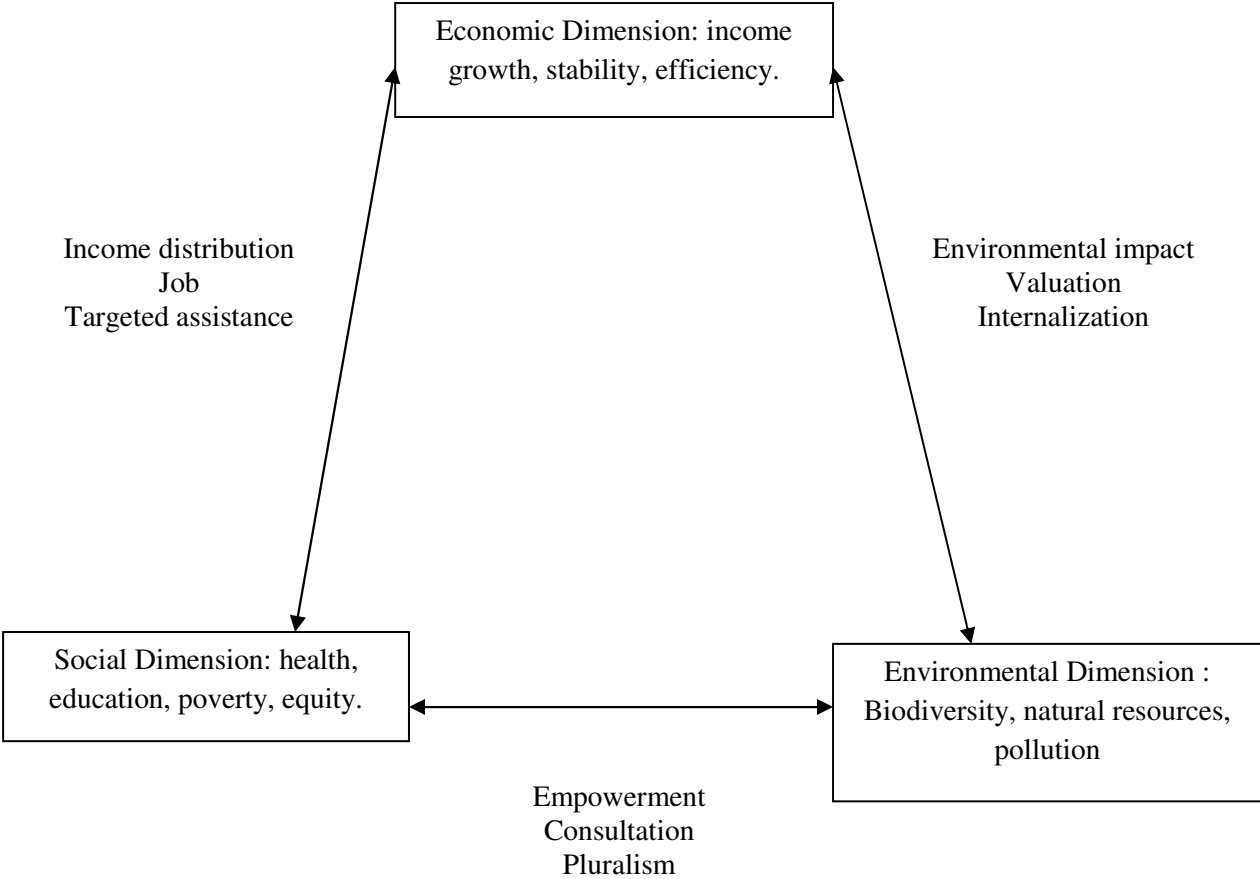 Economic Dimension: income
growth, stability, efficiency.
Income distribution
Job
Targeted assistance
Environmental impact
Valuation
Internalization
Social Dimension: health,
education, poverty, equity.
Environmental Dimension :
Biodiversity, natural resources,
pollution
Empowerment
Consultation
Pluralism